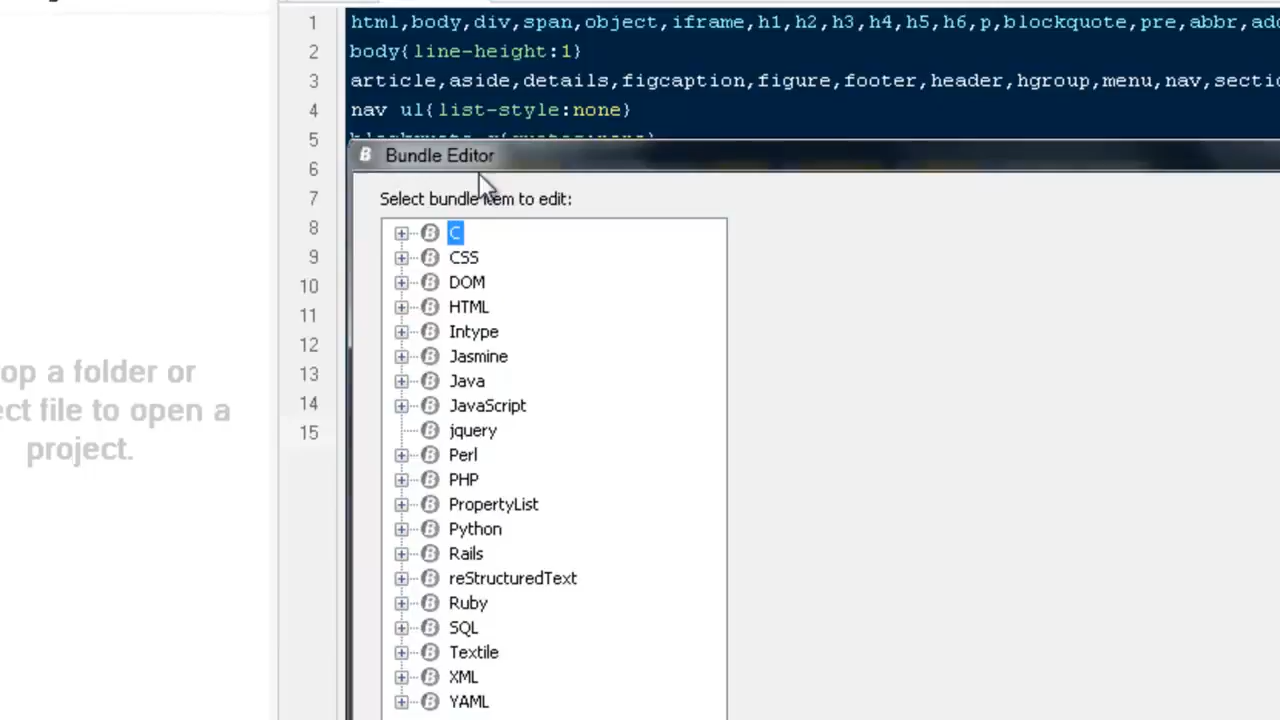 1 html,body,div,span,object,iframe,h1,h2,h3,h4,h5,h6,p,blockquote,pre,abbr,
2 body{line-height:1}
3 article,aside,details,figcaption,figure,footer,header,hgroup,menu,nav,
4 nav ul{list-style:none}
5
6
7
8
9
10
11
12
13
14
15
Bundle Editor
Select bundle item to edit:
C
CSS
DOM
HTML
Intype
Jasmine
Java
JavaScript
jquery
Perl
PHP
PropertyList
Python
Rails
reStructuredText
Ruby
SQL
Textile
XML
YAML
op a folder or
ect file to open a
project.